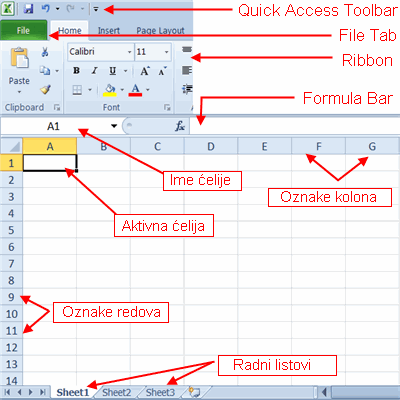 Quick Access Toolbar
File Home Insert Page Layout
File Tab
Calibri 11
Ribbon
Paste B I U A A A
Clipboard Font
Formula Bar
A1 fx
A B C D E F G
1
2
Ime ćelije
Oznake kolona
3
4
5
Aktivna ćelija
6
7
8
9
10
Oznake redova
11
12
13
Radni listovi
14
Sheet1 Sheet2 Sheet3